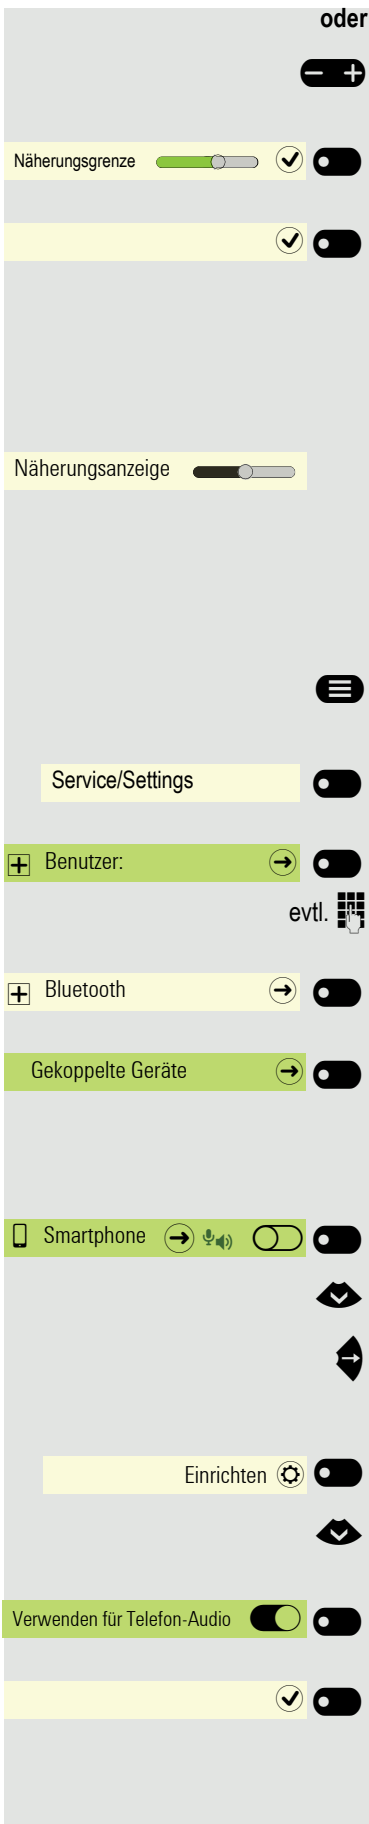 oder
Näherungsgrenze
Näherungsanzeige
Service/Settings
Benutzer:
evtl.
Bluetooth
Gekoppelte Geräte
Smartphone
Einrichten
Verwenden für Telefon-Audio